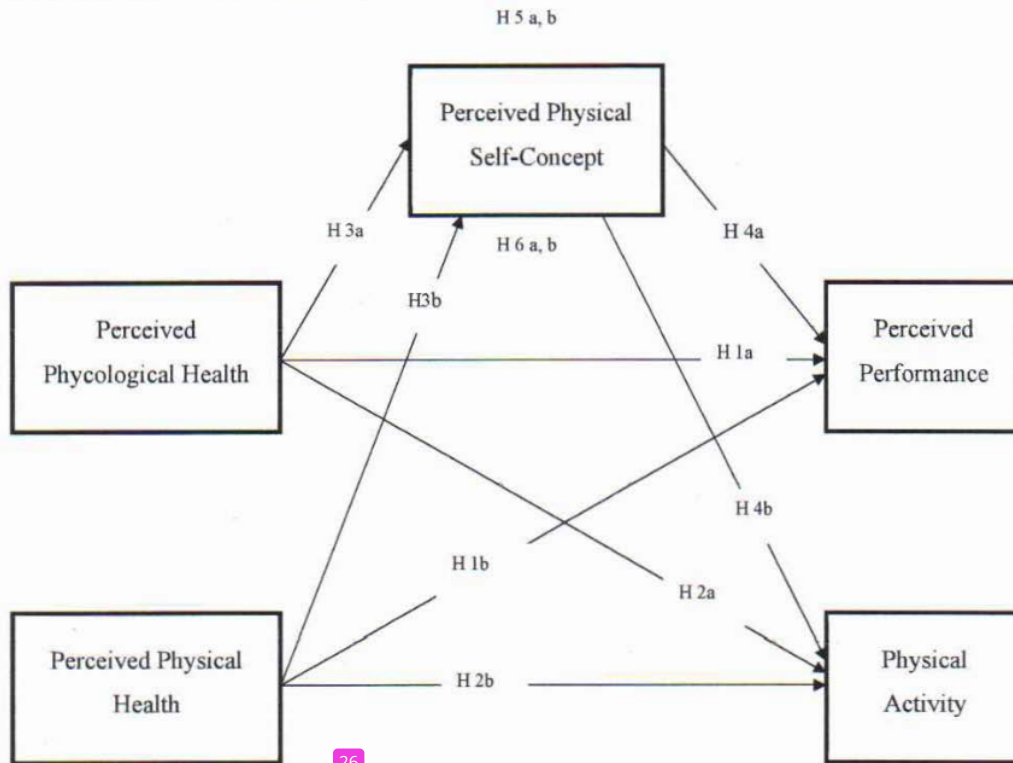 H 5 a, b
Perceived Physical
Self-Concept
H 3a
H 4a
H 6 a, b
H3b
Perceived
Phycological Health
H 1a
Perceived
Performance
H 4b
H 1b
H 2a
Perceived Physical
Health
H 2b
Physical
Activity
26